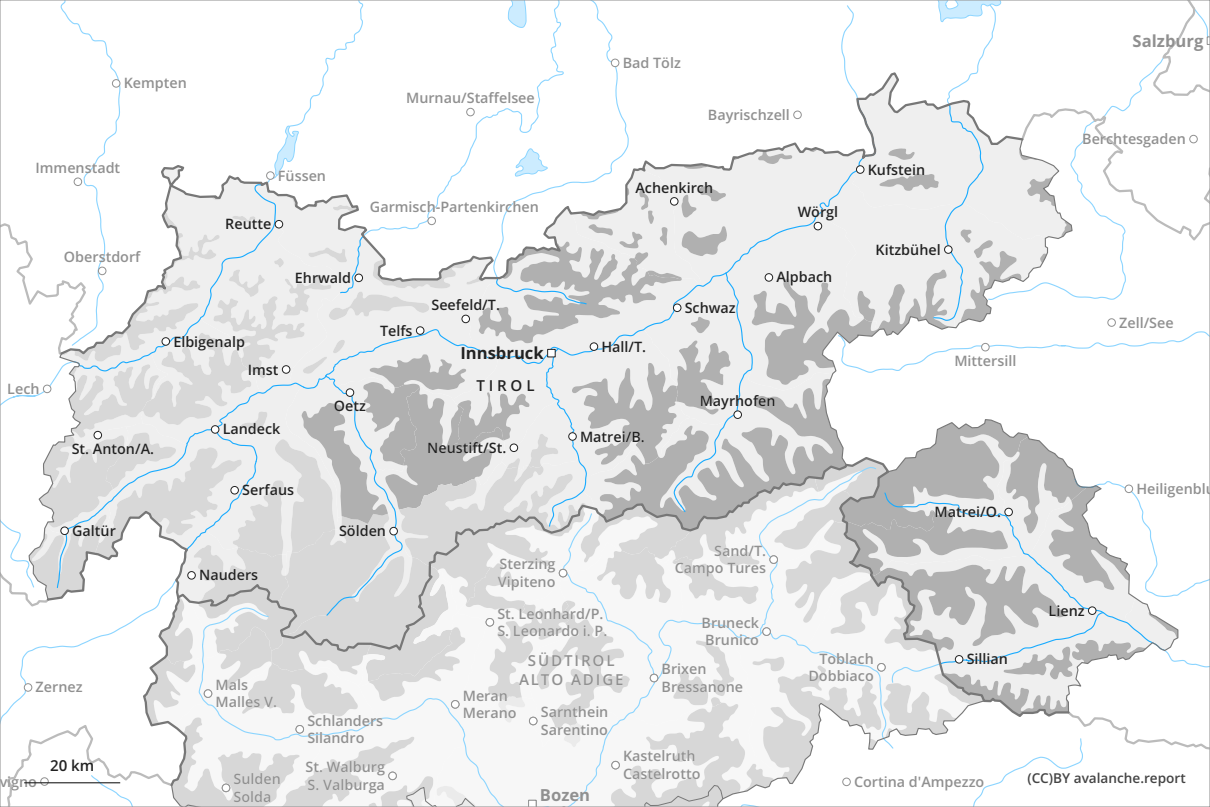 Salzburg
Bad Tölz
Kempten
Murnau/Staffelsee
Bayrischzell
Berchtesgaden
Immenstadt
Füssen
Kufstein
Achenkirch
Garmisch-Partenkirchen
Wörgl
Reutte
Kitzbühel
Oberstdorf
Ehrwald
Alpbach
Seefeld/T.
Schwaz
Zell/See
Telfs
Elbigenalp
Innsbruck
Hall/T.
Mittersill
Imst
TIROL
Lech
Oetz
Mayrhofen
Landeck
Matrei/B.
St. Anton/A.
Neustift/St.
Serfaus
Heiligenblu
Matrei/O.
Galtür
Sölden
Sand/T.
Campo Tures
Sterzing
Vipiteno
Nauders
Lienz
St. Leonhard/P.
S. Leonardo i. P.
Bruneck
Brunico
Sillian
SÜDTIROL
ALTO ADIGE
Toblach
Dobbiaco
Brixen
Bressanone
Zernez
Mals
Malles V.
Meran
Merano
Sarnthein
Sarentino
Schlanders
Silandro
Kastelruth
Castelrotto
St. Walburg
S. Valburga
20 km
vigno
Sulden
Solda
Cortina d'Ampezzo
(CC)BY avalanche.report
Bozen